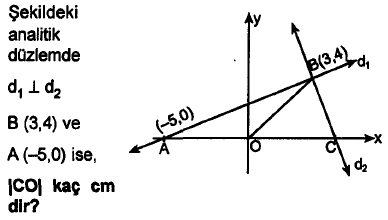 Şekildeki
analitik
düzlemde
d₁ ⊥ d₂
B (3,4) ve
A (–5,0) ise,
|CO| kaç cm
dir?
y
B(3,4)
d₁
(–5,0)
A
O
C
x
d₂